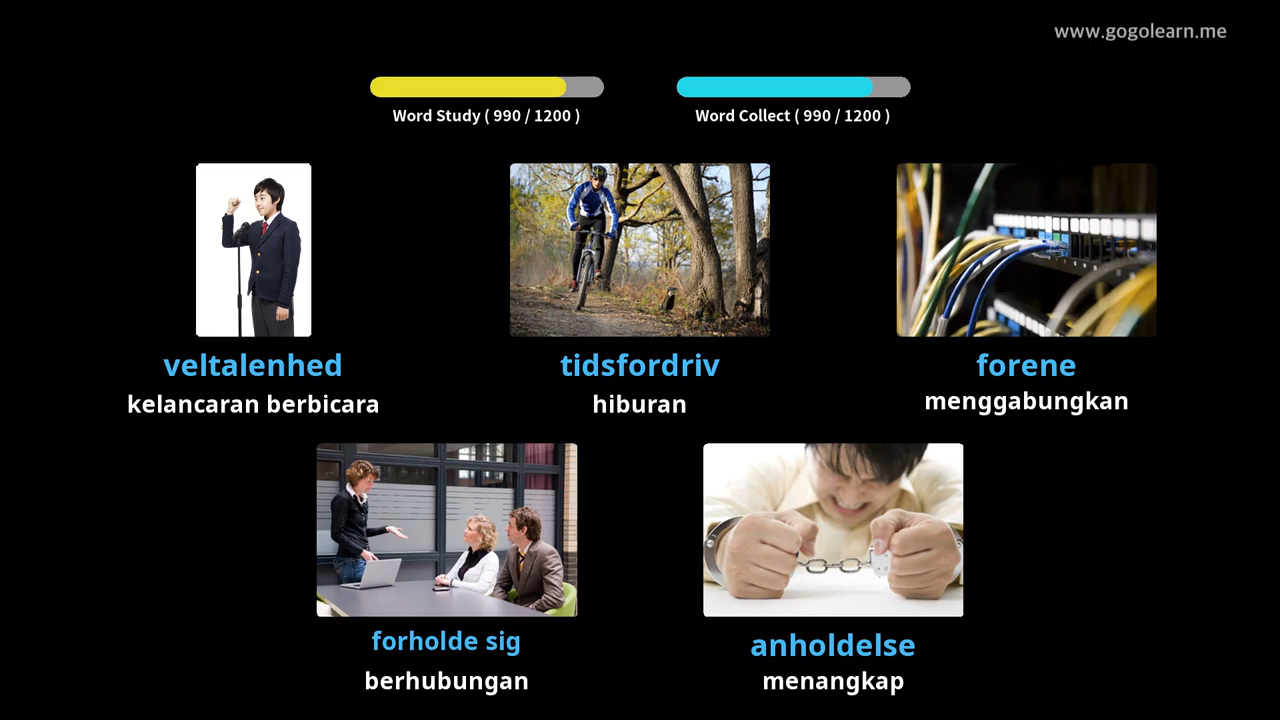 www.gogolearn.me
Word Study ( 990 / 1200 )
Word Collect ( 990 / 1200 )
veltalenhed
kelancaran berbicara
tidsfordriv
hiburan
forene
menggabungkan
forholde sig
berhubungan
anholdelse
menangkap